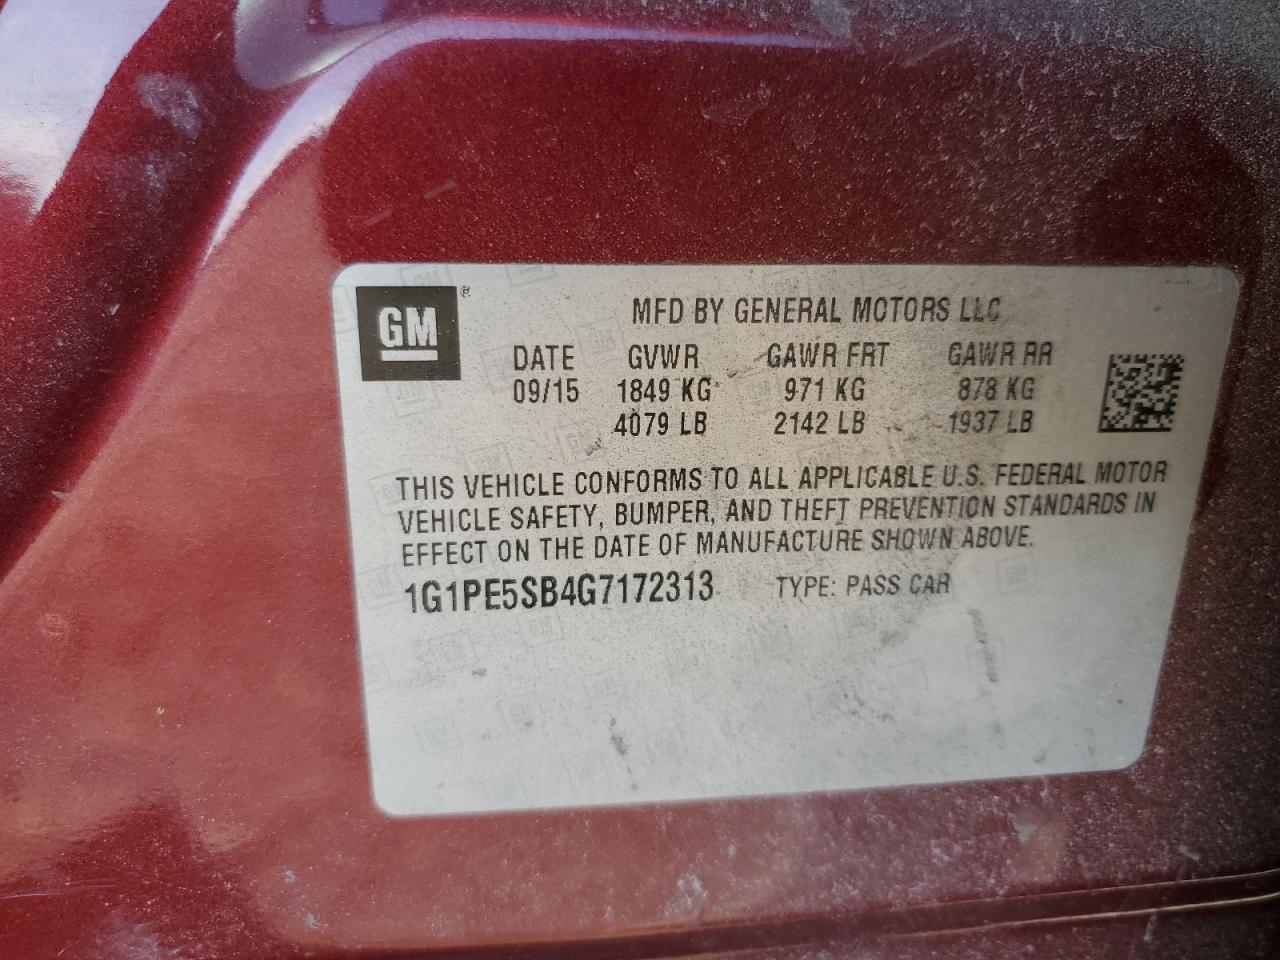 GM ®
MFD BY GENERAL MOTORS LLC
DATE GVWR GAWR FRT GAWR RR
09/15 1849 KG 971 KG 878 KG
4079 LB 2142 LB 1937 LB
THIS VEHICLE CONFORMS TO ALL APPLICABLE U.S. FEDERAL MOTOR
VEHICLE SAFETY, BUMPER, AND THEFT PREVENTION STANDARDS IN
EFFECT ON THE DATE OF MANUFACTURE SHOWN ABOVE.
1G1PE5SB4G7172313 TYPE: PASS CAR